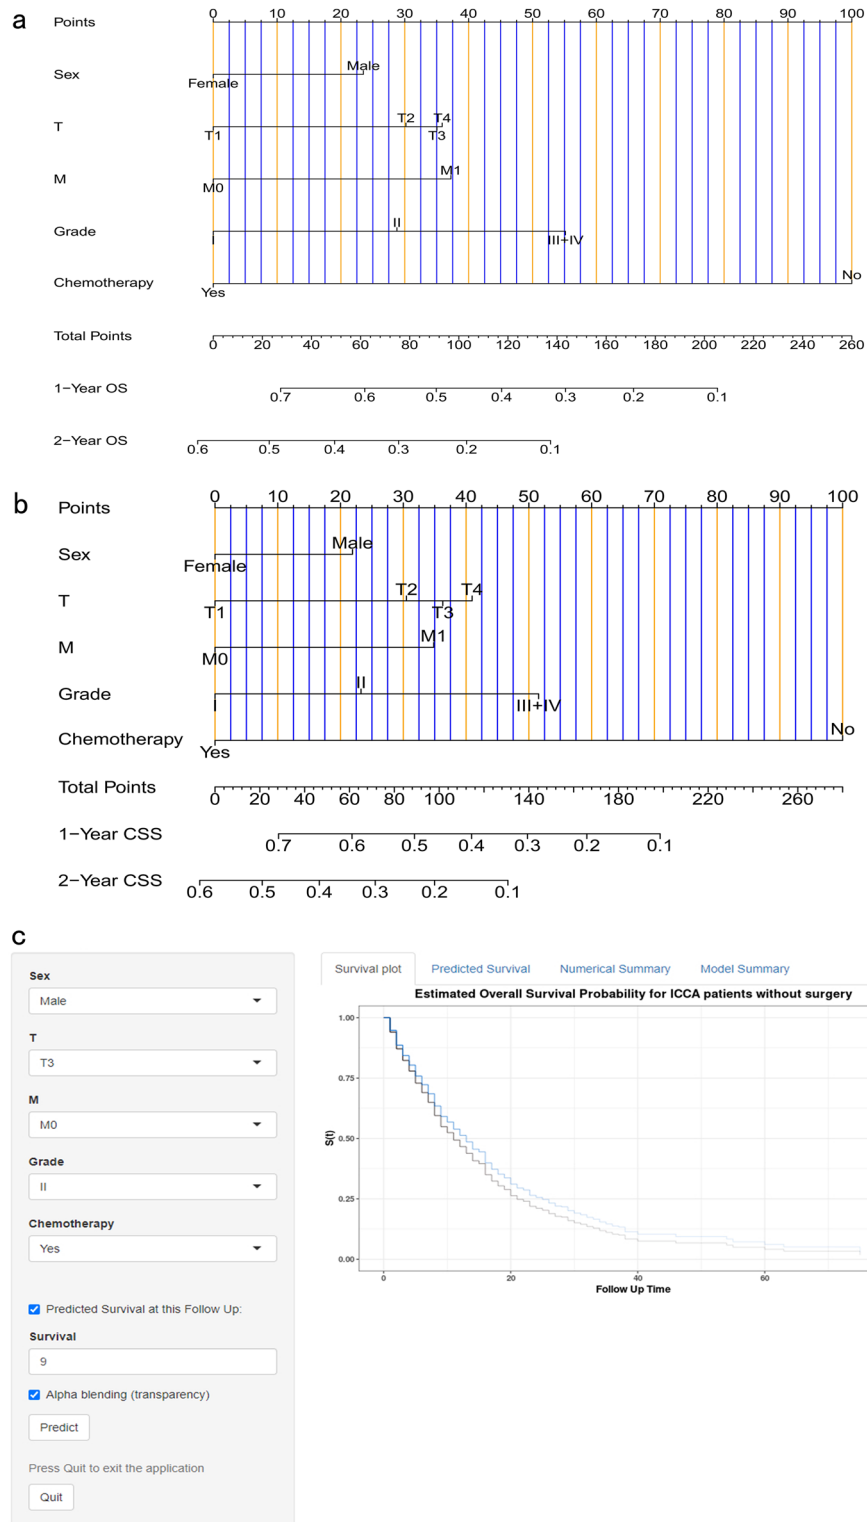 a
Points 0 10 20 30 40 50 60 70 80 90 100
Sex Female Male
T T1 T2 T3 T4
M M0 M1
Grade I II III+IV
Chemotherapy Yes No
Total Points 0 20 40 60 80 100 120 140 160 180 200 220 240 260
1−Year OS 0.7 0.6 0.5 0.4 0.3 0.2 0.1
2−Year OS 0.6 0.5 0.4 0.3 0.2 0.1
b
Points 0 10 20 30 40 50 60 70 80 90 100
Sex Female Male
T T1 T2 T3 T4
M M0 M1
Grade I II III+IV
Chemotherapy Yes No
Total Points 0 20 40 60 80 100 140 180 220 260
1−Year CSS 0.7 0.6 0.5 0.4 0.3 0.2 0.1
2−Year CSS 0.6 0.5 0.4 0.3 0.2 0.1
c
Sex
Male
T
T3
M
M0
Grade
II
Chemotherapy
Yes
Predicted Survival at this Follow Up:
Survival
9
Alpha blending (transparency)
Predict
Press Quit to exit the application
Quit
Survival plot Predicted Survival Numerical Summary Model Summary
Estimated Overall Survival Probability for ICCA patients without surgery
S(t)
1.00
0.75
0.50
0.25
0.00
0 20 40 60
Follow Up Time